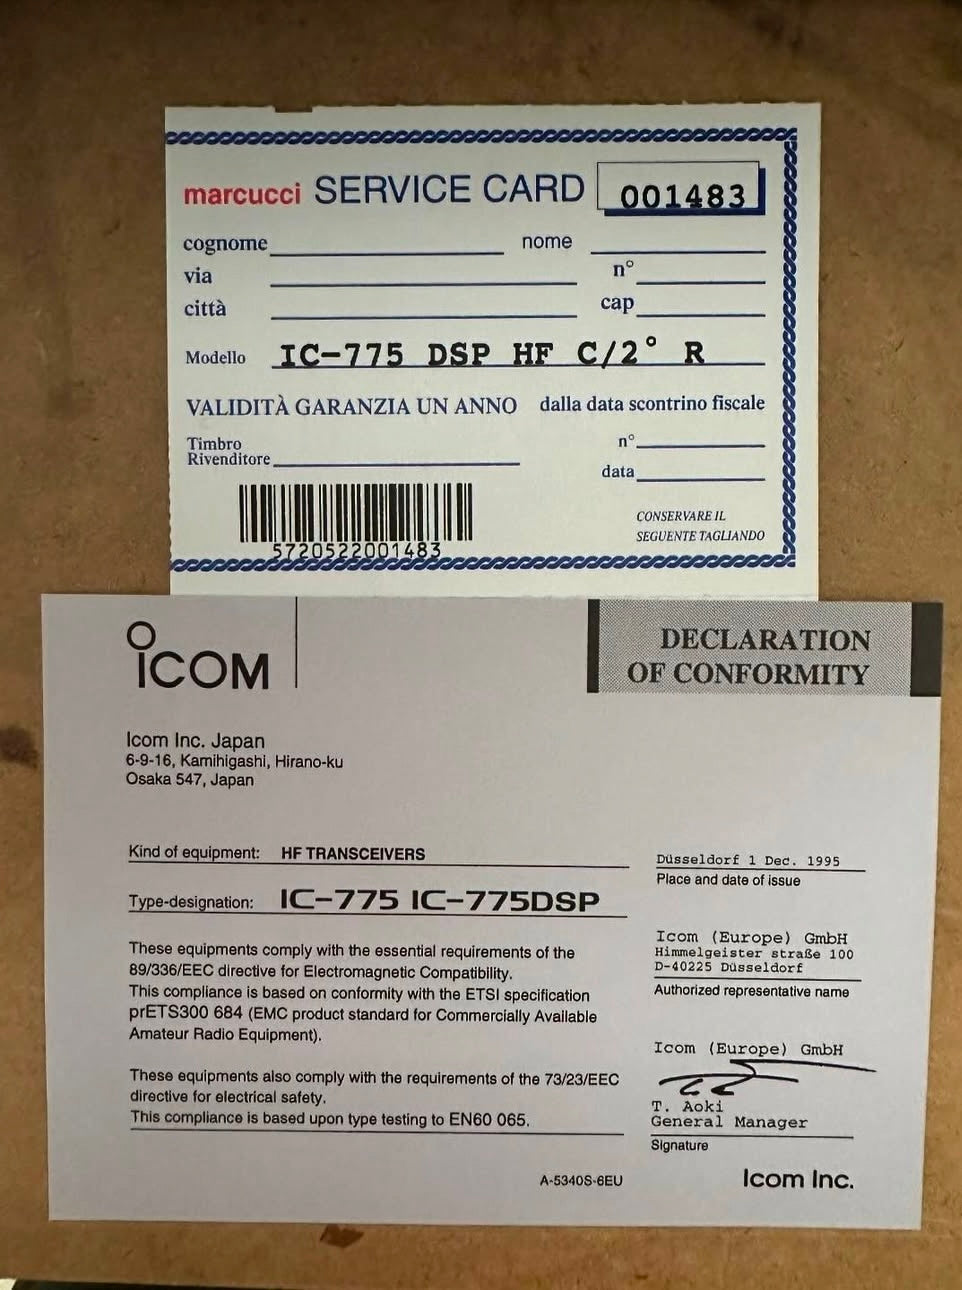 marcucci SERVICE CARD 001483
cognome nome
via n°
città cap
Modello IC-775 DSP HF C/2° R
VALIDITÀ GARANZIA UN ANNO dalla data scontrino fiscale
Timbro
Rivenditore n°
data
5720522001483
CONSERVARE IL
SEGUENTE TAGLIANDO
ICOM
DECLARATION
OF CONFORMITY
Icom Inc. Japan
6-9-16, Kamihigashi, Hirano-ku
Osaka 547, Japan
Kind of equipment: HF TRANSCEIVERS
Type-designation: IC-775 IC-775DSP
These equipments comply with the essential requirements of the
89/336/EEC directive for Electromagnetic Compatibility.
This compliance is based on conformity with the ETSI specification
prETS300 684 (EMC product standard for Commercially Available
Amateur Radio Equipment).
These equipments also comply with the requirements of the 73/23/EEC
directive for electrical safety.
This compliance is based upon type testing to EN60 065.
A-5340S-6EU
Düsseldorf 1 Dec. 1995
Place and date of issue
Icom (Europe) GmbH
Himmelgeister straße 100
D-40225 Düsseldorf
Authorized representative name
Icom (Europe) GmbH
T. Aoki
General Manager
Signature
Icom Inc.